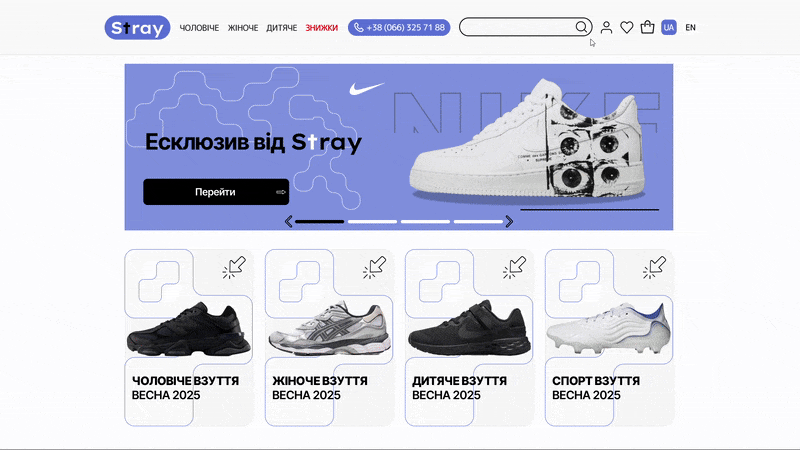 Stray
ЧОЛОВІЧЕ ЖІНОЧЕ ДИТЯЧЕ ЗНИЖКИ +38 (066) 325 71 88 UA EN
NIKE
Есклюзив від Stray
Перейти
ЧОЛОВІЧЕ ВЗУТТЯ
ВЕСНА 2025
ЖІНОЧЕ ВЗУТТЯ
ВЕСНА 2025
ДИТЯЧЕ ВЗУТТЯ
ВЕСНА 2025
СПОРТ ВЗУТТЯ
ВЕСНА 2025